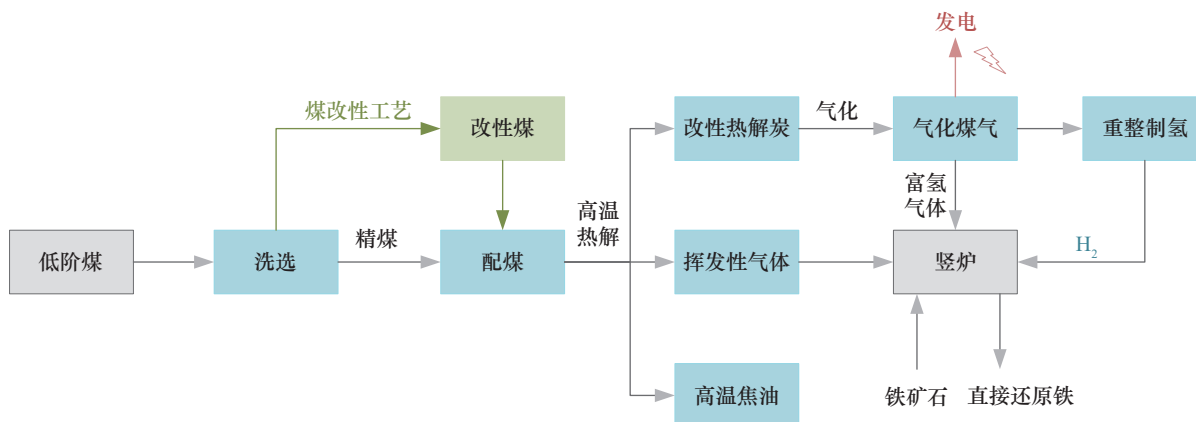 发电
煤改性工艺
改性煤
改性热解炭
气化
气化煤气
重整制氢
富氢
气体
高温
热解
低阶煤
洗选
精煤
配煤
挥发性气体
竖炉
H₂
高温焦油
铁矿石
直接还原铁